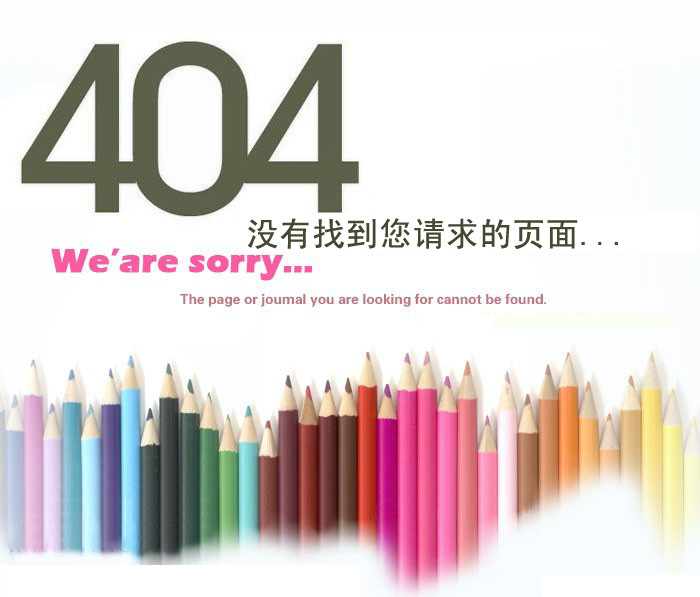 404
没有找到您请求的页面...
We'are sorry...
The page or joumal you are looking for cannot be found.